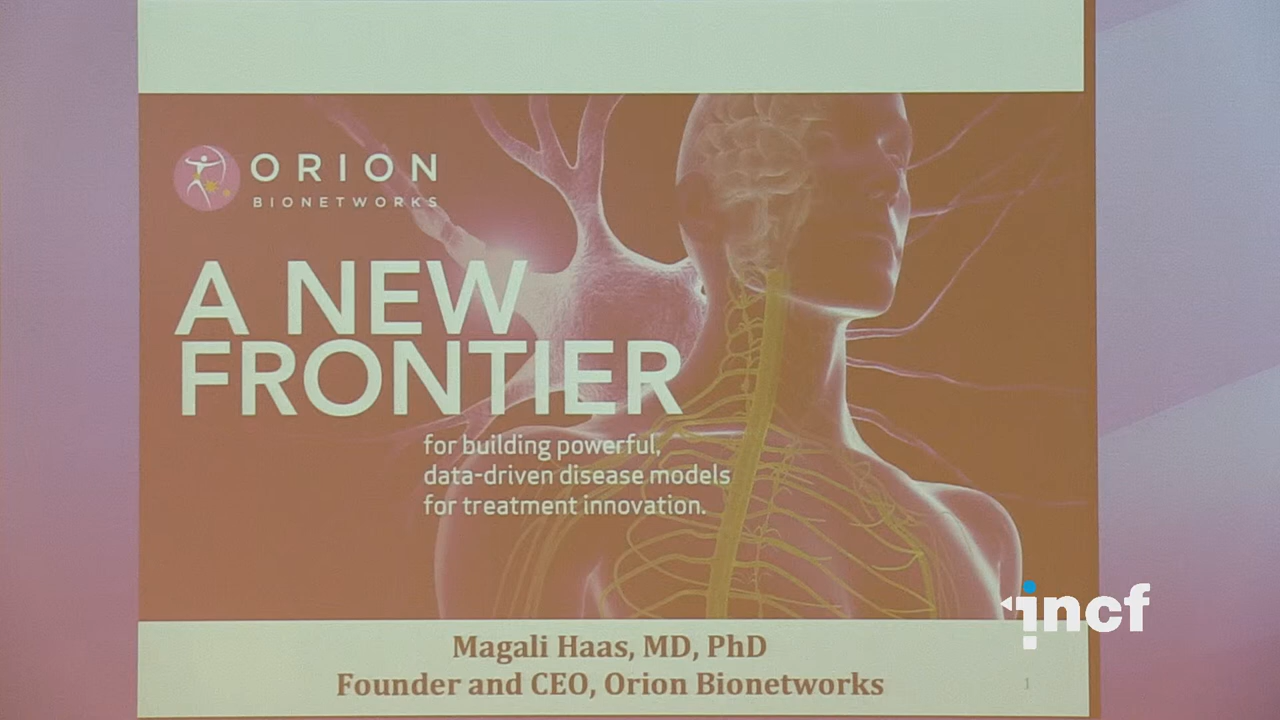 ORION
BIONETWORKS
A NEW
FRONTIER
for building powerful,
data-driven disease models
for treatment innovation.
incf
Magali Haas, MD, PhD
Founder and CEO, Orion Bionetworks
1